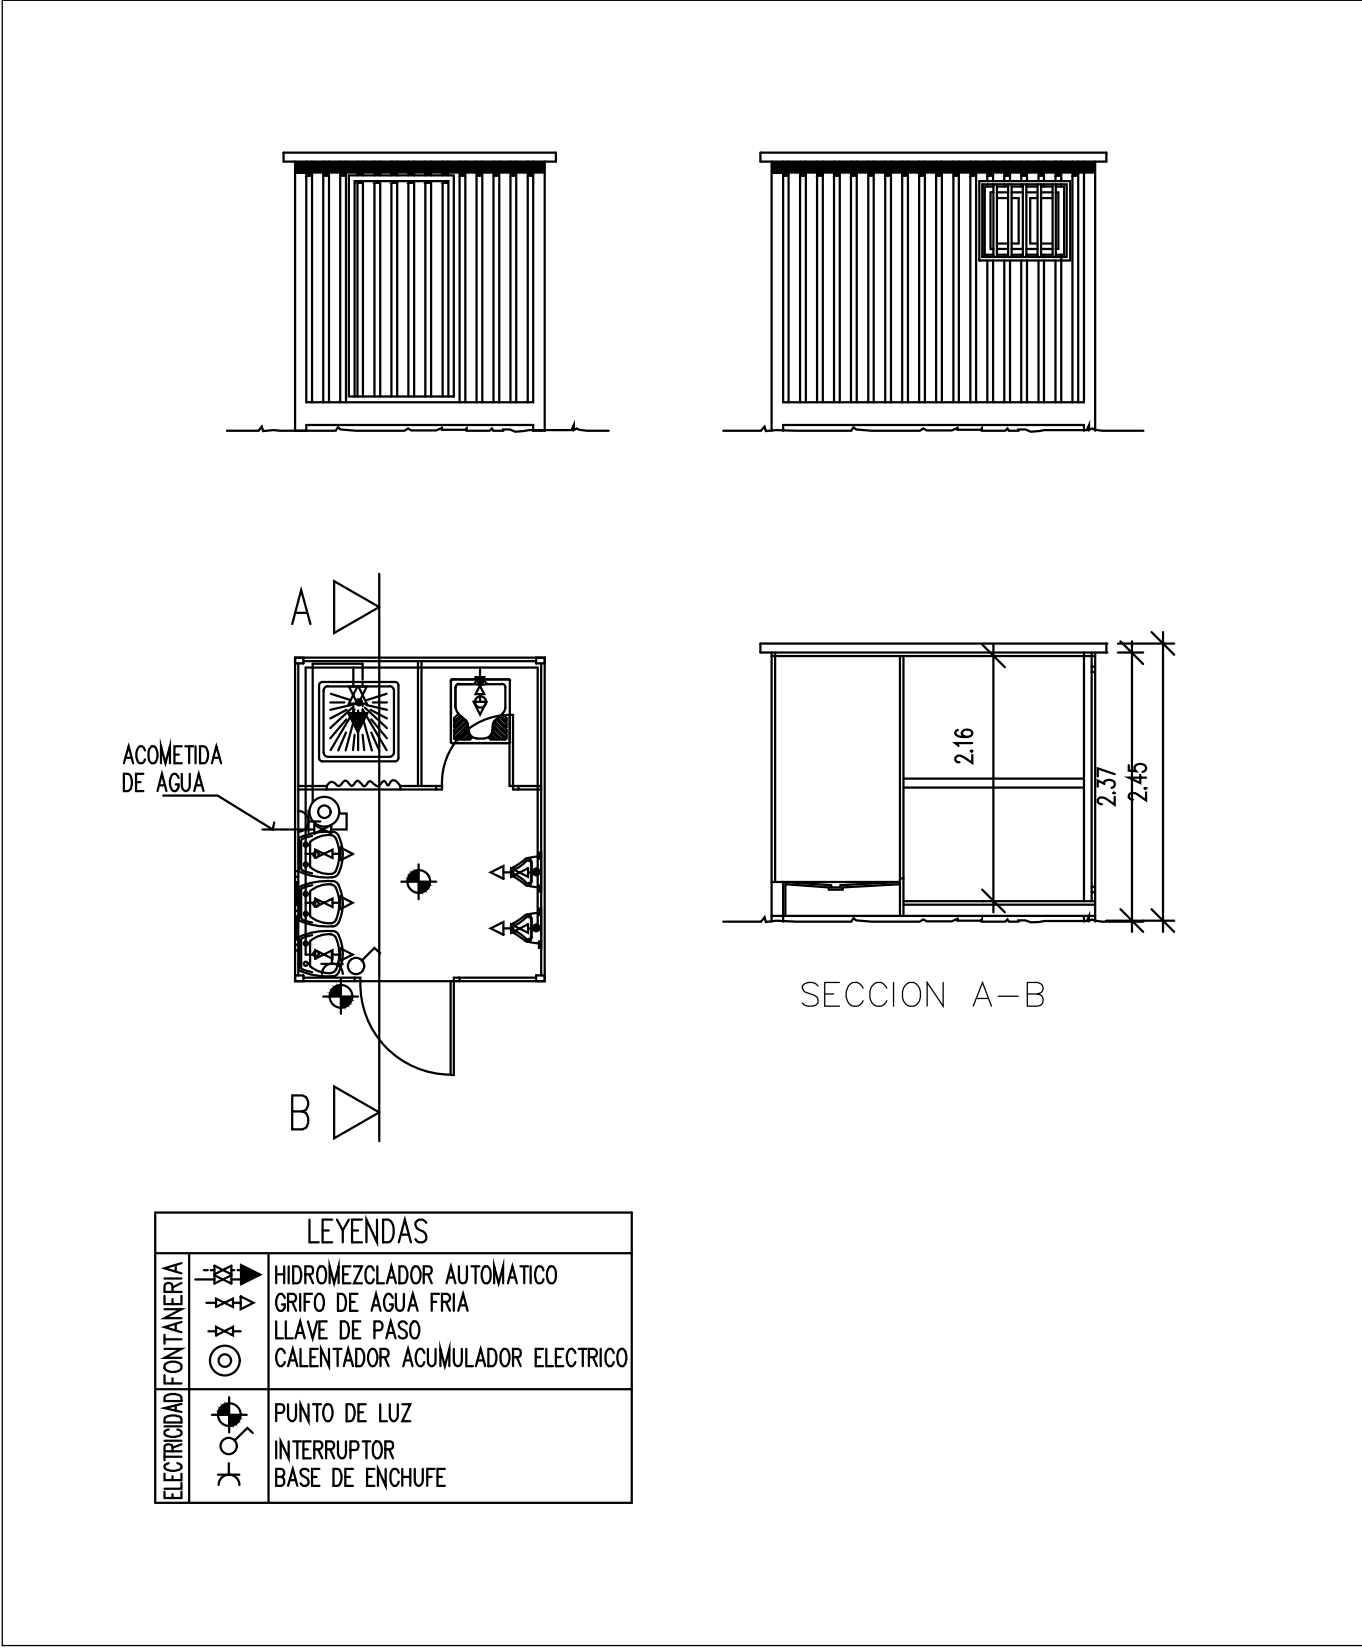 A
ACOMETIDA
DE AGUA
B
2.16
2.37
2.45
SECCION A-B
LEYENDAS
FONTANERIA
HIDROMEZCLADOR AUTOMATICO
GRIFO DE AGUA FRIA
LLAVE DE PASO
CALENTADOR ACUMULADOR ELECTRICO
ELECTRICIDAD
PUNTO DE LUZ
INTERRUPTOR
BASE DE ENCHUFE